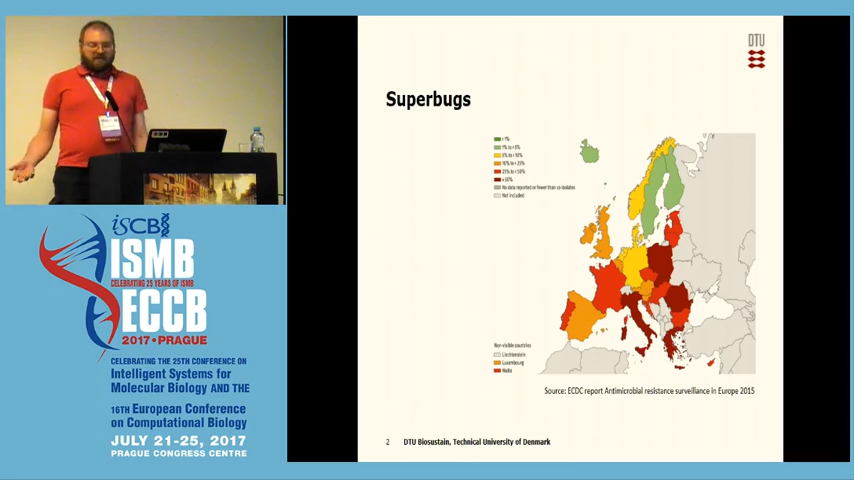 DTU
Superbugs
< 1%
1% to < 5%
5% to < 10%
10% to < 25%
25% to < 50%
≥ 50%
No data reported or fewer than 10 isolates
Not included
Non-visible countries
Liechtenstein
Luxembourg
Malta
Source: ECDC report Antimicrobial resistance surveillance in Europe 2015
2 DTU Biosustain, Technical University of Denmark
iSCB
ISMB
CELEBRATING 25 YEARS OF ISMB
ECCB
2017 • PRAGUE
CELEBRATING THE 25TH CONFERENCE ON
Intelligent Systems for
Molecular Biology AND THE
16TH European Conference
on Computational Biology
JULY 21-25, 2017
PRAGUE CONGRESS CENTRE